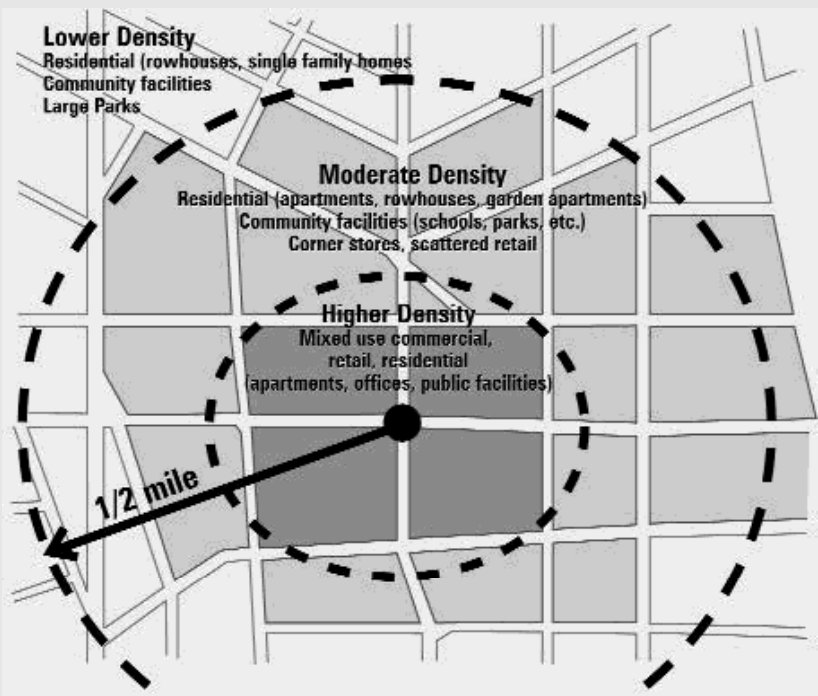 Lower Density
Residential (rowhouses, single family homes
Community facilities
Large Parks
Moderate Density
Residential (apartments, rowhouses, garden apartments)
Community facilities (schools, parks, etc.)
Corner stores, scattered retail
Higher Density
Mixed use commercial,
retail, residential
(apartments, offices, public facilities)
1/2 mile